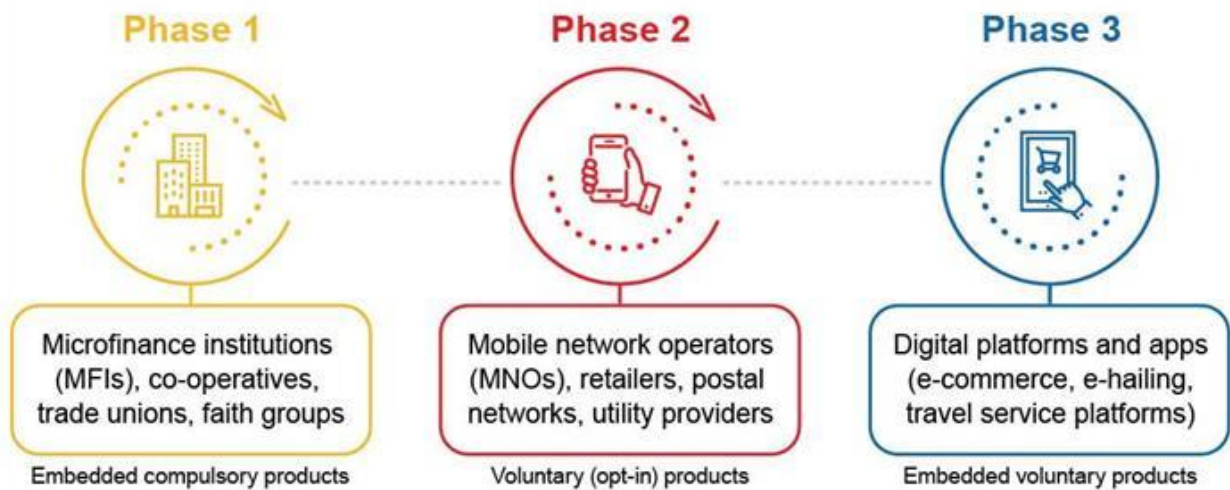 Phase 1
Phase 2
Phase 3
Microfinance institutions
(MFIs), co-operatives,
trade unions, faith groups
Mobile network operators
(MNOs), retailers, postal
networks, utility providers
Digital platforms and apps
(e-commerce, e-hailing,
travel service platforms)
Embedded compulsory products
Voluntary (opt-in) products
Embedded voluntary products